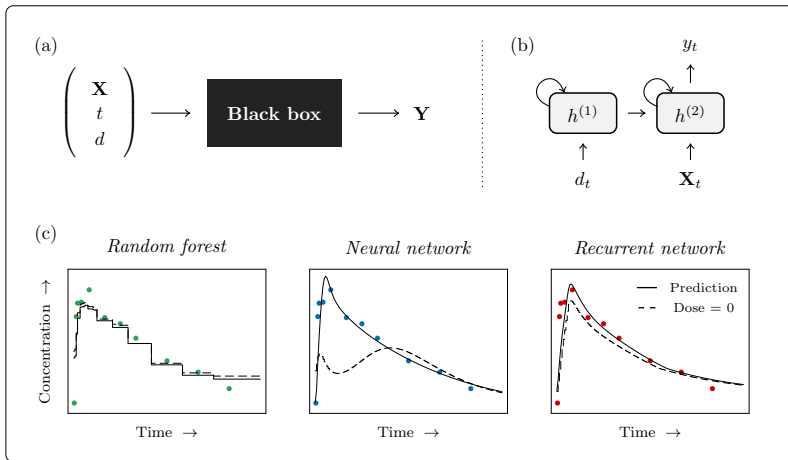 (a)
X
t
d
Black box
Y
(b)
y_t
h^{(1)}
h^{(2)}
d_t
X_t
(c)
Random forest
Neural network
Recurrent network
Concentration →
Prediction
Dose = 0
Time →
Time →
Time →